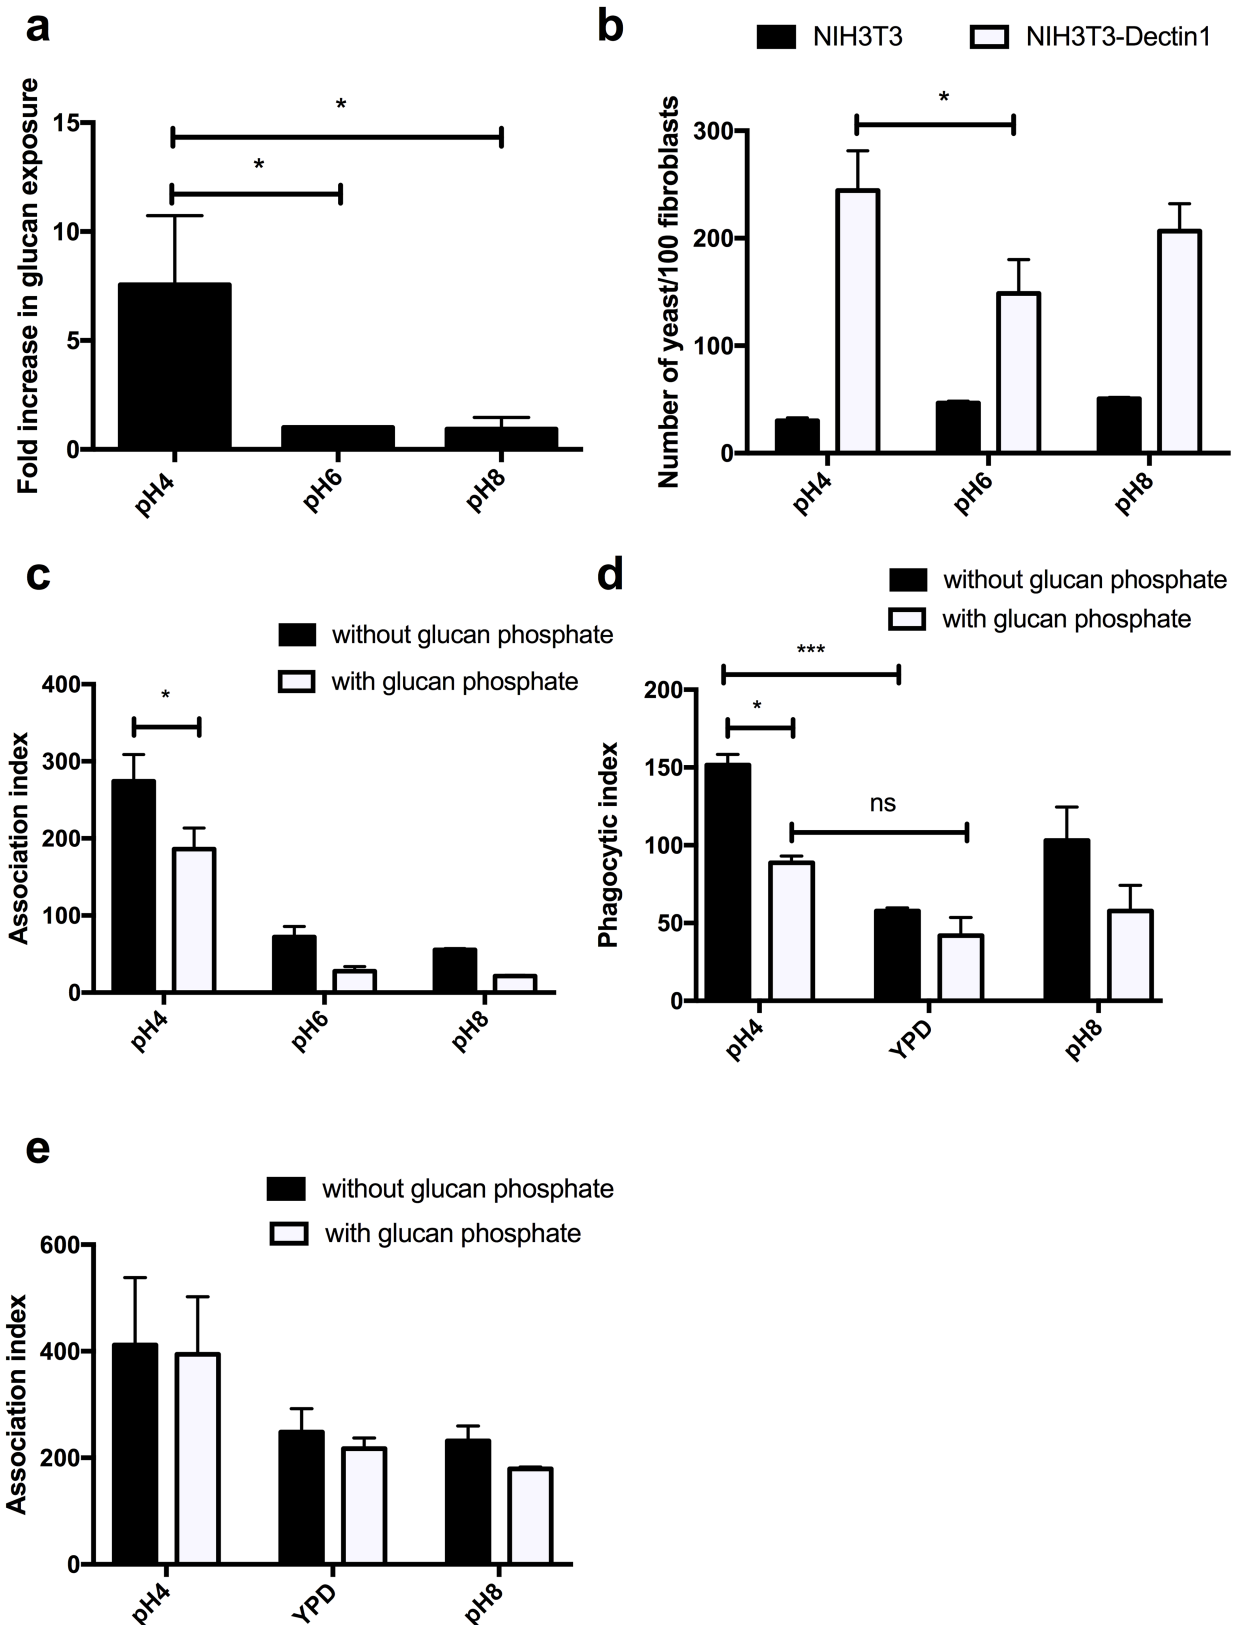 a
Fold increase in glucan exposure
15
10
5
0
*
*
pH4
pH6
pH8
b
NIH3T3
NIH3T3-Dectin1
Number of yeast/100 fibroblasts
300
200
100
0
*
pH4
pH6
pH8
c
without glucan phosphate
with glucan phosphate
Association index
400
300
200
100
0
*
pH4
pH6
pH8
d
without glucan phosphate
with glucan phosphate
Phagocytic index
200
150
100
50
0
***
*
ns
pH4
YPD
pH8
e
without glucan phosphate
with glucan phosphate
Association index
600
400
200
0
pH4
YPD
pH8